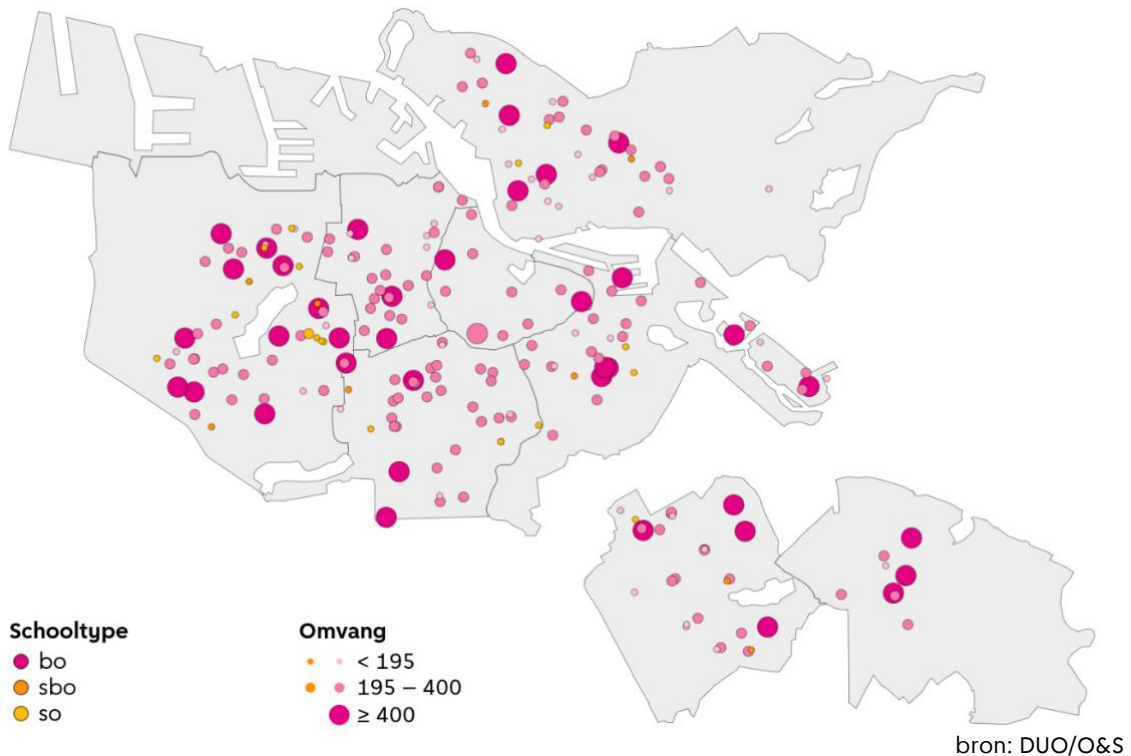 Schooltype
bo
sbo
so
Omvang
< 195
195 – 400
≥ 400
bron: DUO/O&S